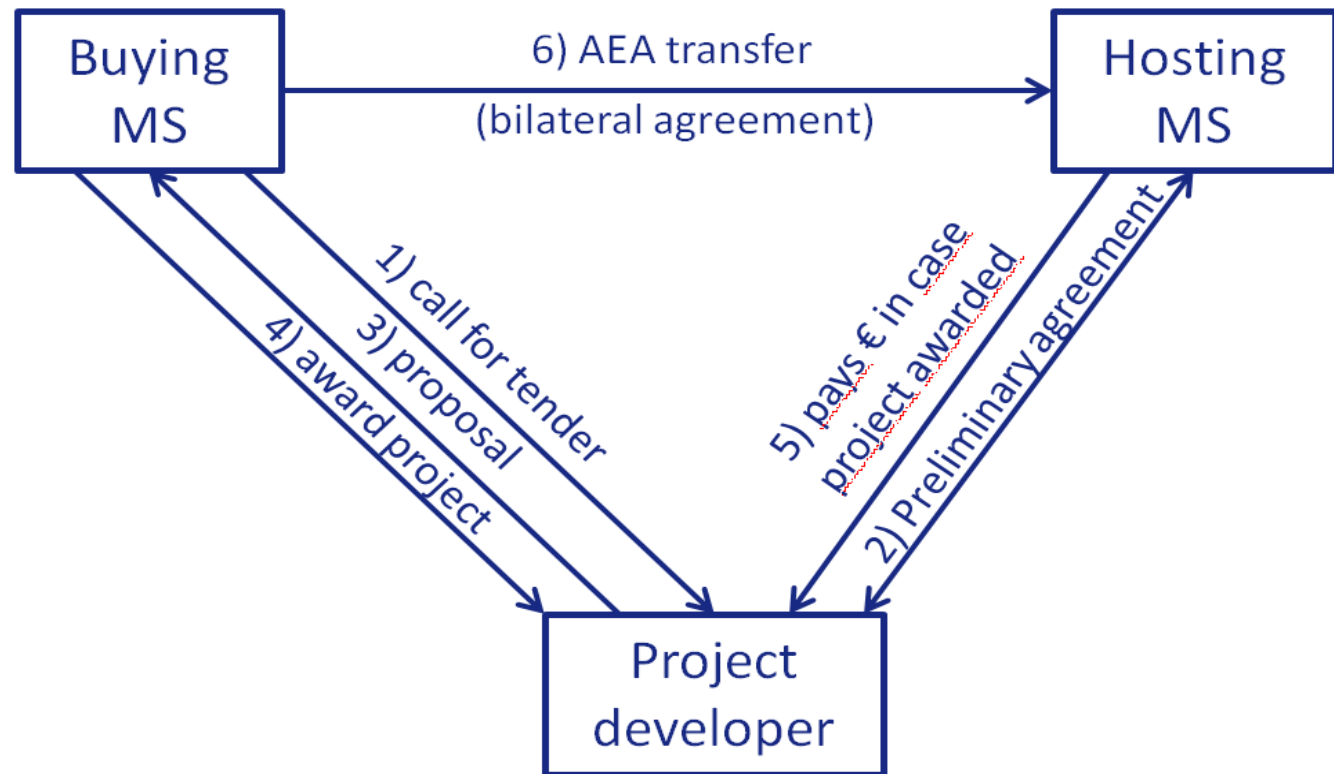 Buying
MS
6) AEA transfer
(bilateral agreement)
Hosting
MS
1) call for tender
3) proposal
4) award project
5) pays € in case
project awarded
2) Preliminary agreement
Project
developer